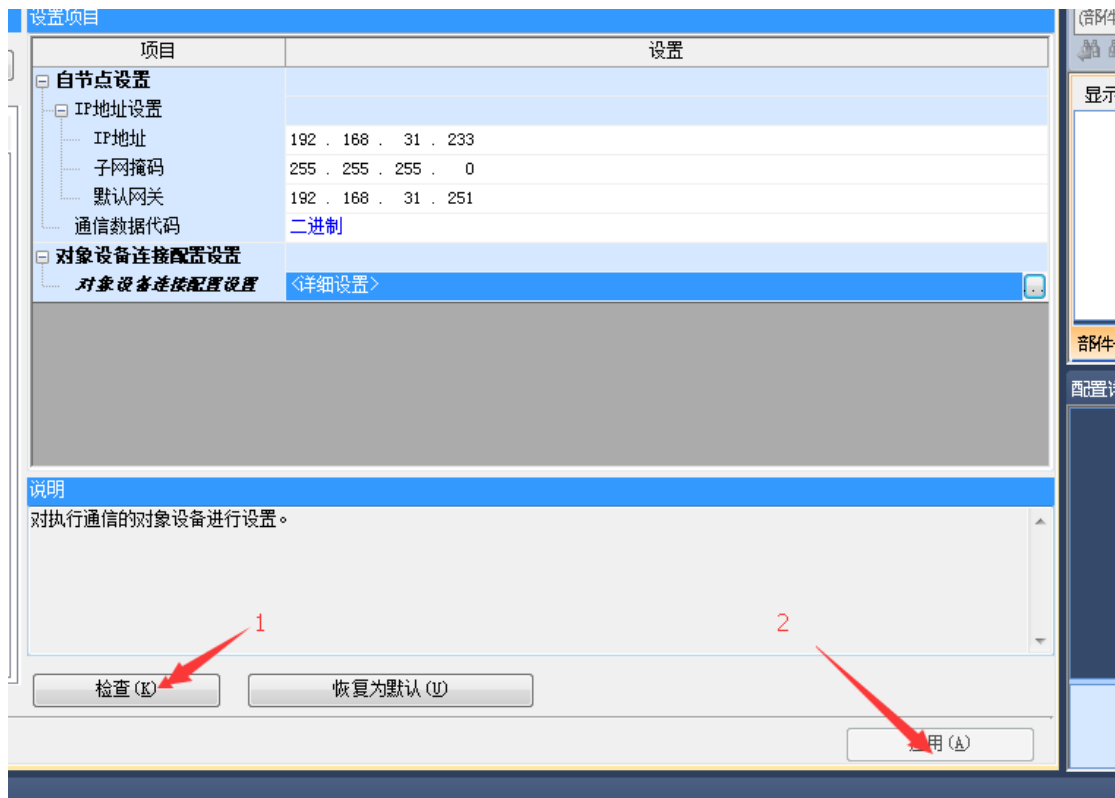 设置项目
项目 设置
自节点设置
IP地址设置
IP地址 192 . 168 . 31 . 233
子网掩码 255 . 255 . 255 . 0
默认网关 192 . 168 . 31 . 251
通信数据代码 二进制
对象设备连接配置设置
对象设备连接配置设置 <详细设置>
说明
对执行通信的对象设备进行设置。
1
2
检查(K) 恢复为默认(U)
用(A)
(部件
显示
部件
配置